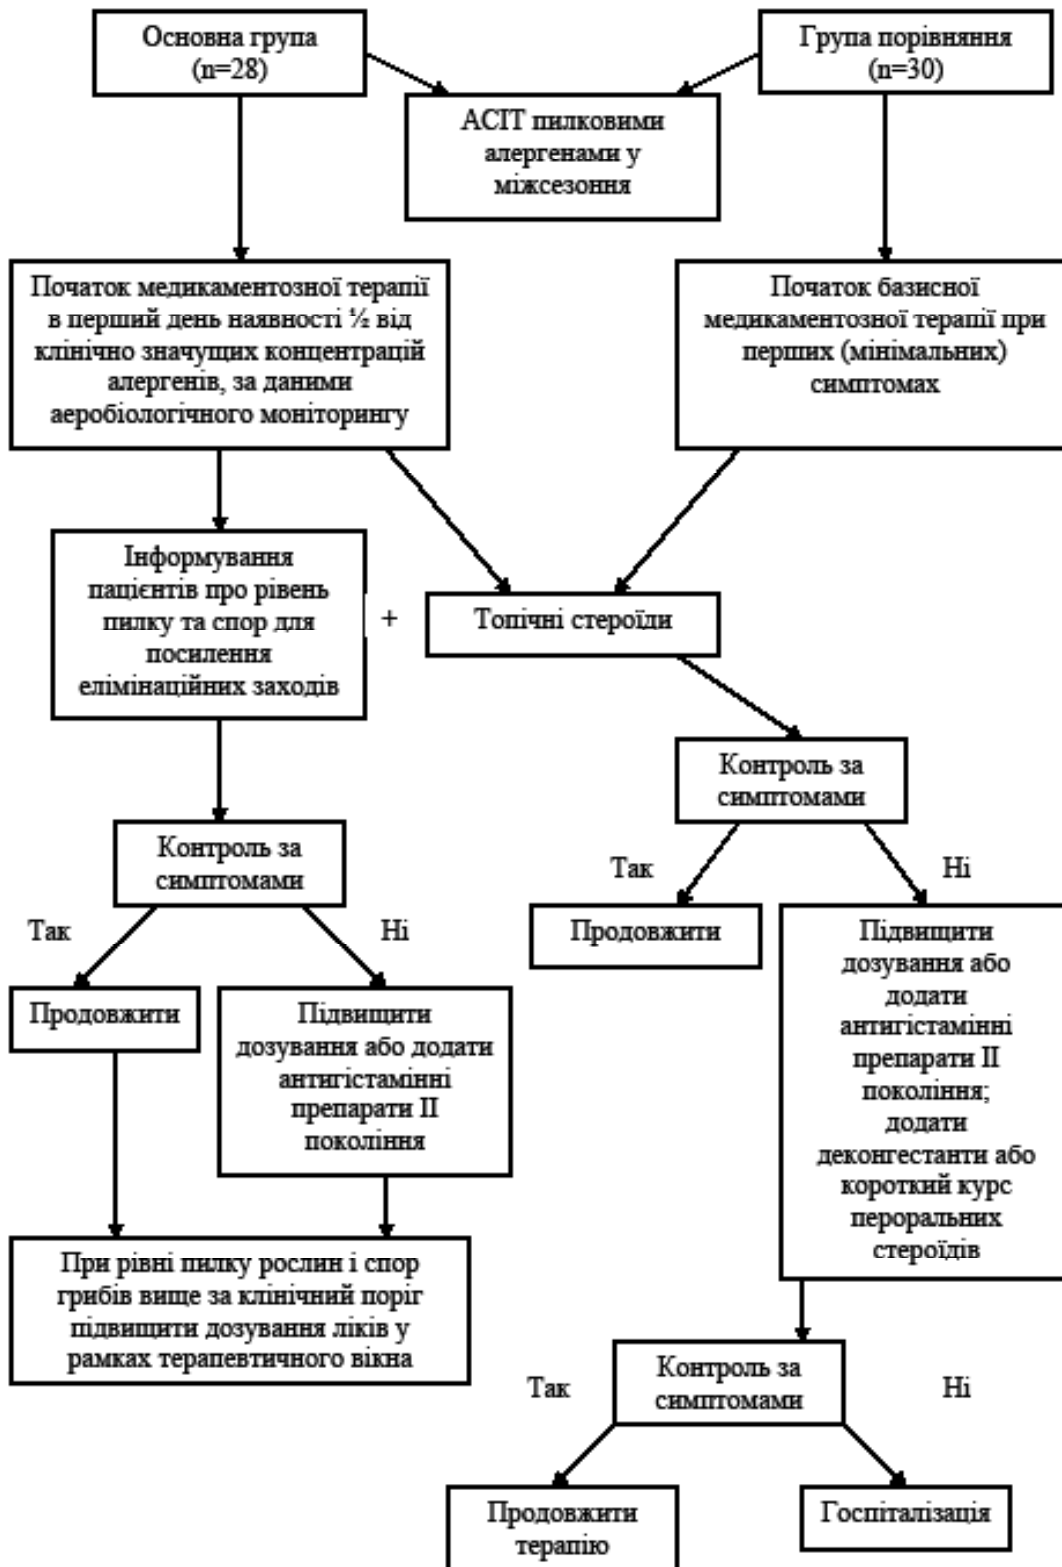 Основна група
(n=28)
Група порівняння
(n=30)
АСІТ пилковими
алергенами у
міжсезоння
Початок медикаментозної терапії
в перший день наявності ½ від
клінічно значущих концентрацій
алергенів, за даними
аеробіологічного моніторингу
Початок базисної
медикаментозної терапії при
перших (мінімальних)
симптомах
Інформування
пацієнтів про рівень
пилку та спор для
посилення
елімінаційних заходів
+
Топічні стероїди
Контроль за
симптомами
Так
Ні
Продовжити
Підвищити
дозування або
додати
антигістамінні
препарати II
покоління;
додати
деконгестанти або
короткий курс
пероральних
стероїдів
Контроль за
симптомами
Так
Ні
Продовжити
Підвищити
дозування або додати
антигістамінні
препарати II
покоління
При рівні пилку рослин і спор
грибів вище за клінічний поріг
підвищити дозування ліків у
рамках терапевтичного вікна
Контроль за
симптомами
Так
Ні
Продовжити
терапію
Госпіталізація